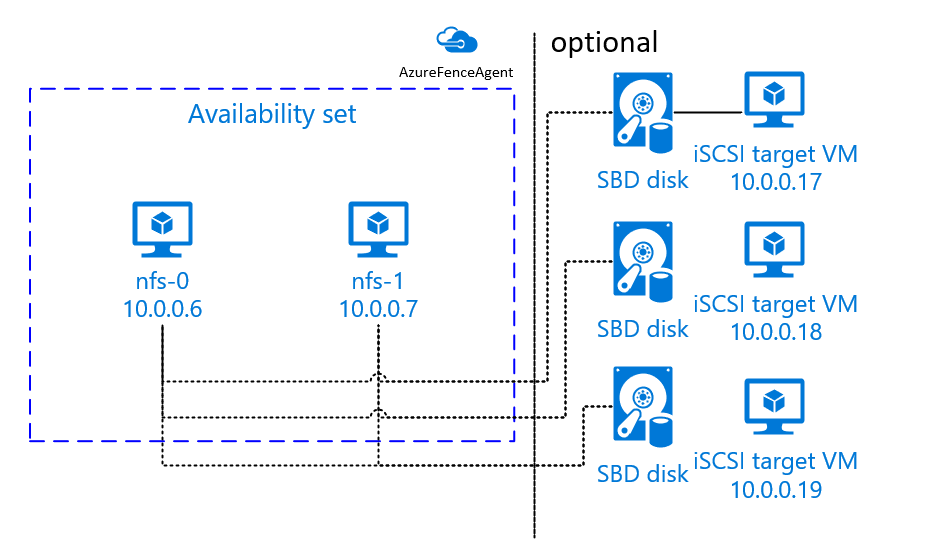 optional
AzureFenceAgent
Availability set
SBD disk
iSCSI target VM
10.0.0.17
nfs-0
10.0.0.6
nfs-1
10.0.0.7
SBD disk
iSCSI target VM
10.0.0.18
SBD disk
iSCSI target VM
10.0.0.19